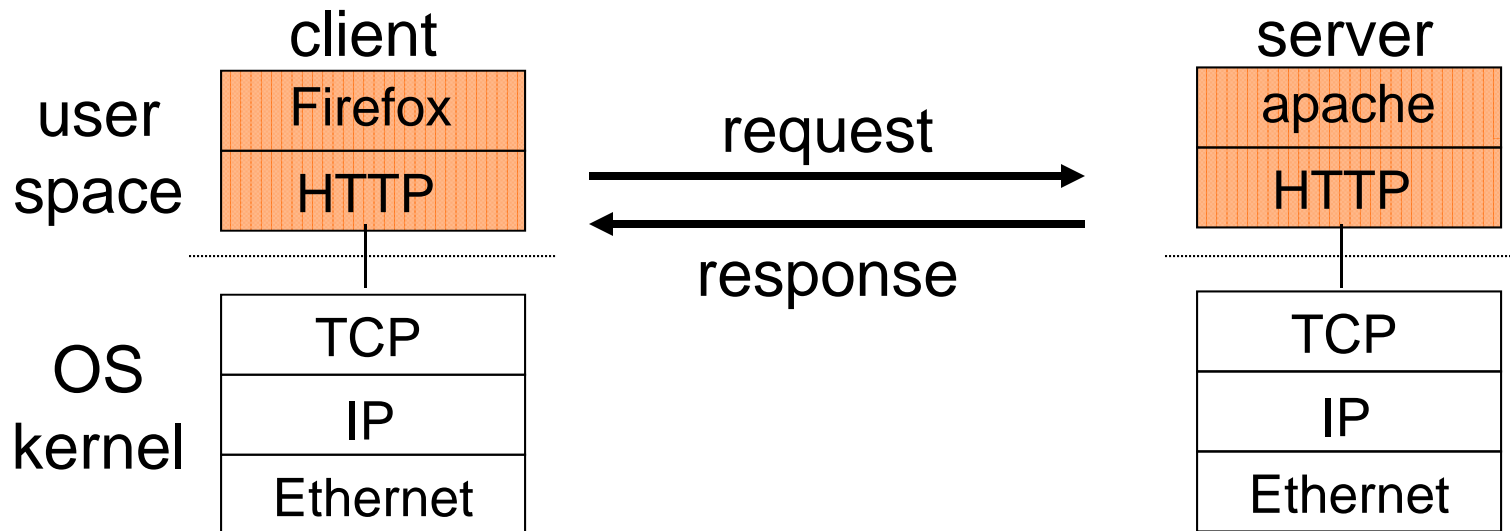 client
server
user
space
Firefox
HTTP
request
response
apache
HTTP
OS
kernel
TCP
IP
Ethernet
TCP
IP
Ethernet